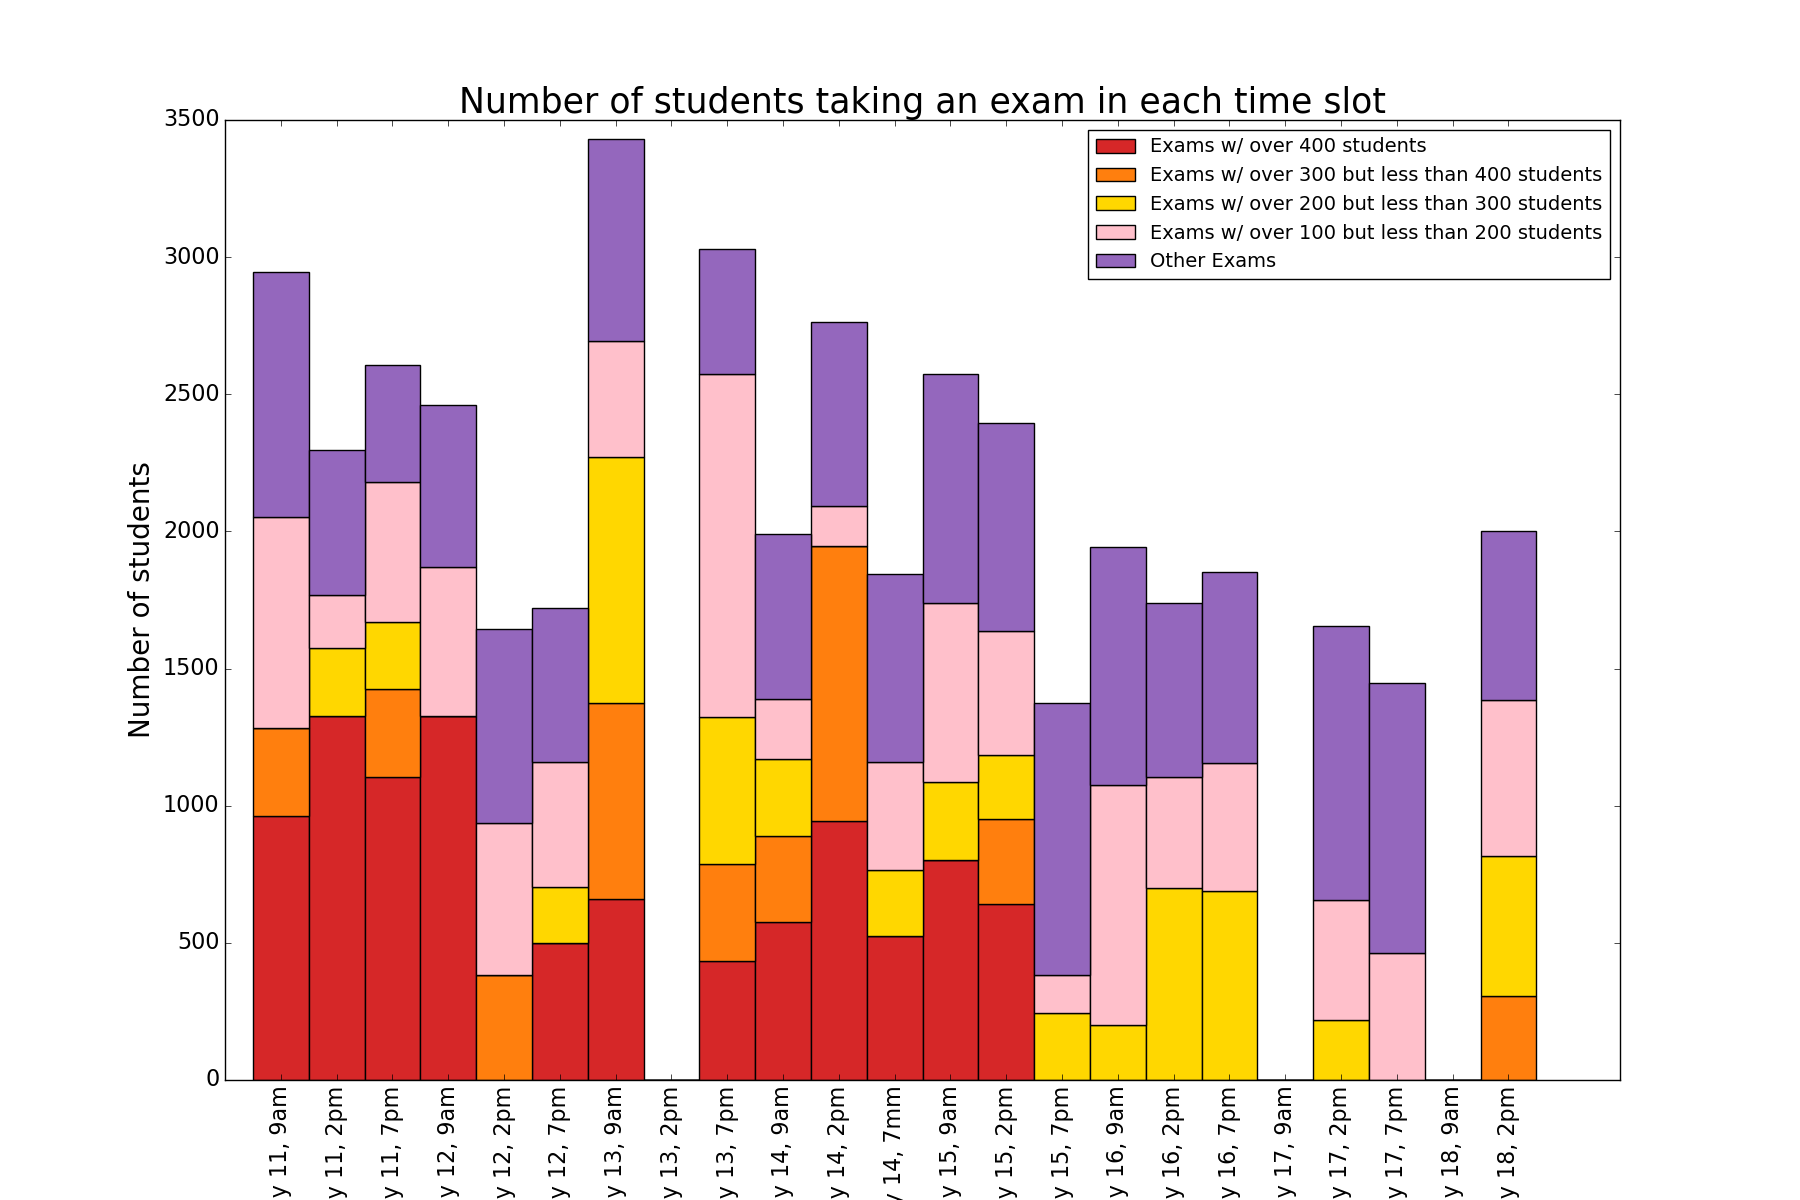 Number of students taking an exam in each time slot
Exams w/ over 400 students
Exams w/ over 300 but less than 400 students
Exams w/ over 200 but less than 300 students
Exams w/ over 100 but less than 200 students
Other Exams
Number of students
3500
3000
2500
2000
1500
1000
500
0
y 11, 9am
y 11, 2pm
y 11, 7pm
y 12, 9am
y 12, 2pm
y 12, 7pm
y 13, 9am
y 13, 2pm
y 13, 7pm
y 14, 9am
y 14, 2pm
y 14, 7mm
y 15, 9am
y 15, 2pm
y 15, 7pm
y 16, 9am
y 16, 2pm
y 16, 7pm
y 17, 9am
y 17, 2pm
y 17, 7pm
y 18, 9am
y 18, 2pm